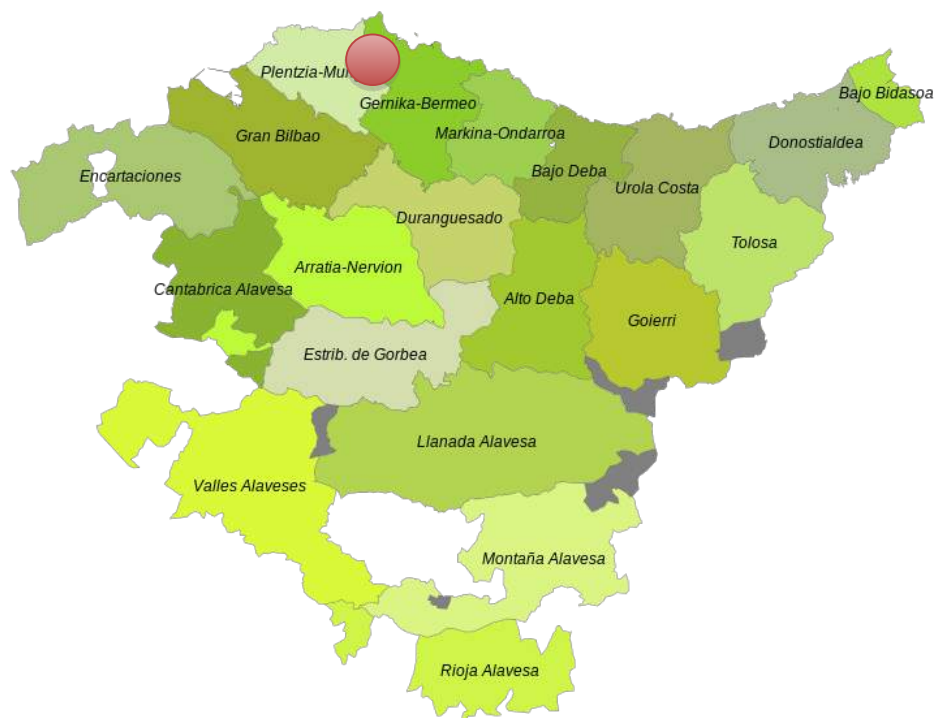 Plentzia-Mu
Bajo Bidasoa
Gernika-Bermeo
Gran Bilbao
Markina-Ondarroa
Donostialdea
Encartaciones
Bajo Deba
Urola Costa
Duranguesado
Tolosa
Arratia-Nervion
Cantabrica Alavesa
Alto Deba
Goierri
Estrib. de Gorbea
Llanada Alavesa
Valles Alaveses
Montaña Alavesa
Rioja Alavesa